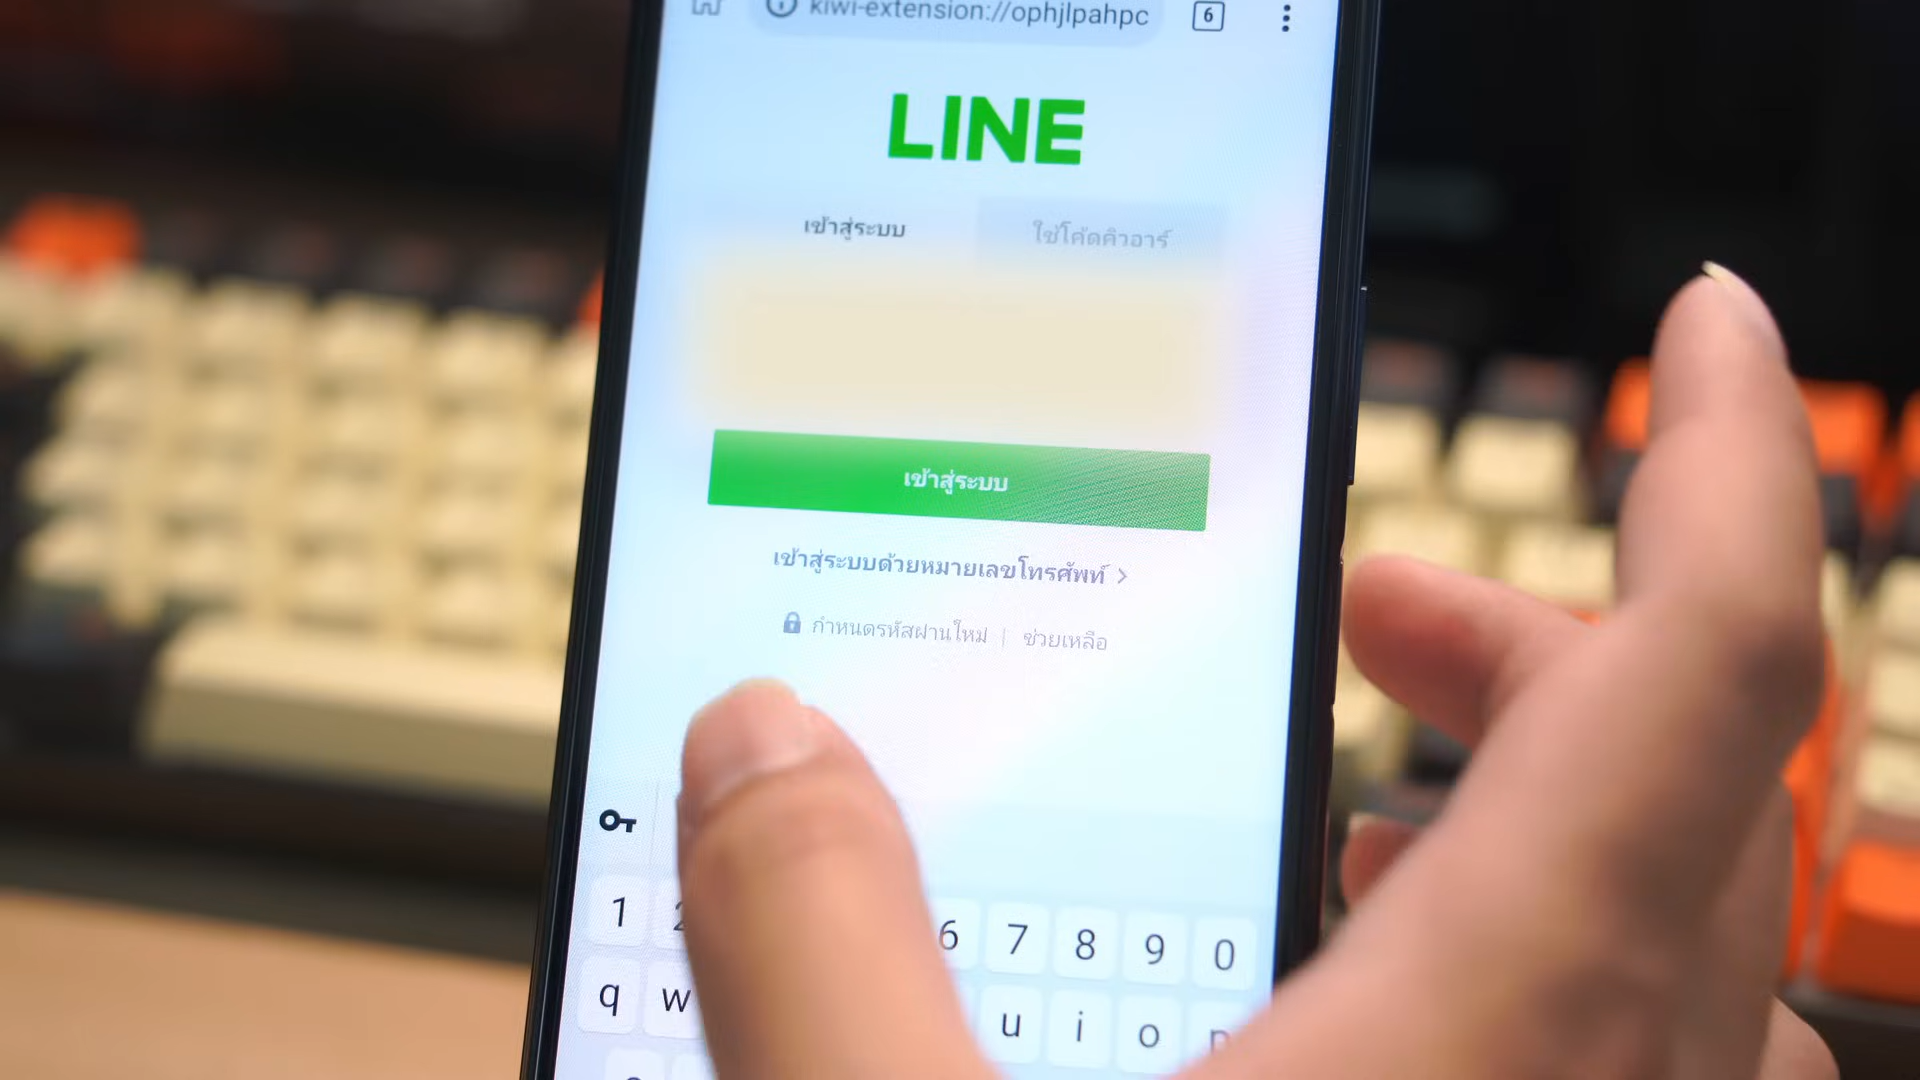 kiwi-extension://ophjlpahpc
6
LINE
เข้าสู่ระบบ
ใช้โค้ดคิวอาร์
เข้าสู่ระบบ
เข้าสู่ระบบด้วยหมายเลขโทรศัพท์ >
กำหนดรหัสผ่านใหม่ | ช่วยเหลือ
1 2 6 7 8 9 0
q w u i o p